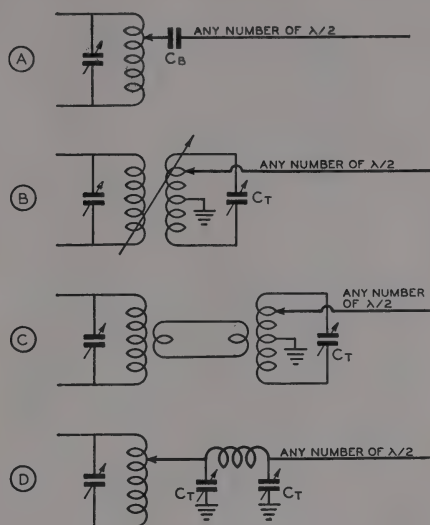 A
ANY NUMBER OF λ/2
CB
B
ANY NUMBER OF λ/2
CT
C
ANY NUMBER
OF λ/2
CT
D
ANY NUMBER OF λ/2
CT
CT